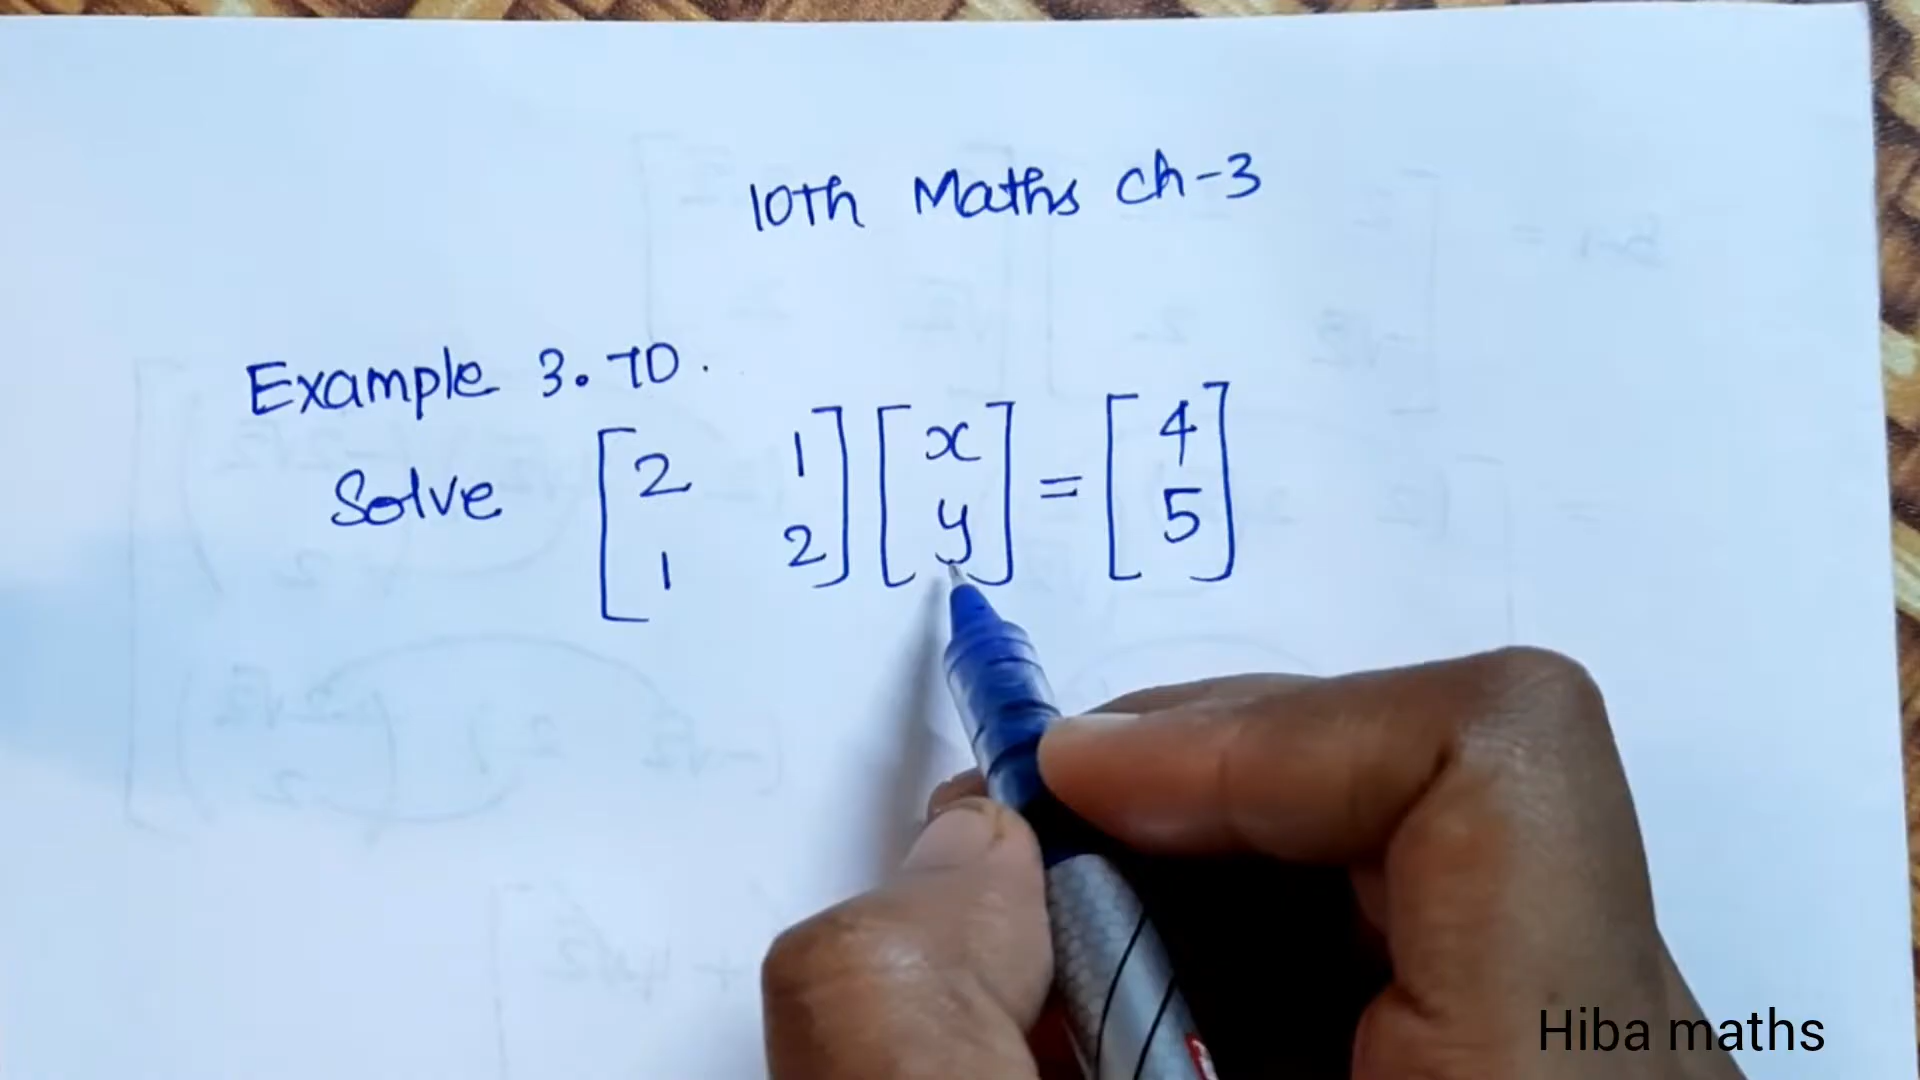 10Th Maths Ch-3
Example 3.70.
Solve [2 1] [x] = [4]
[1 2] [y] [5]
Hiba maths